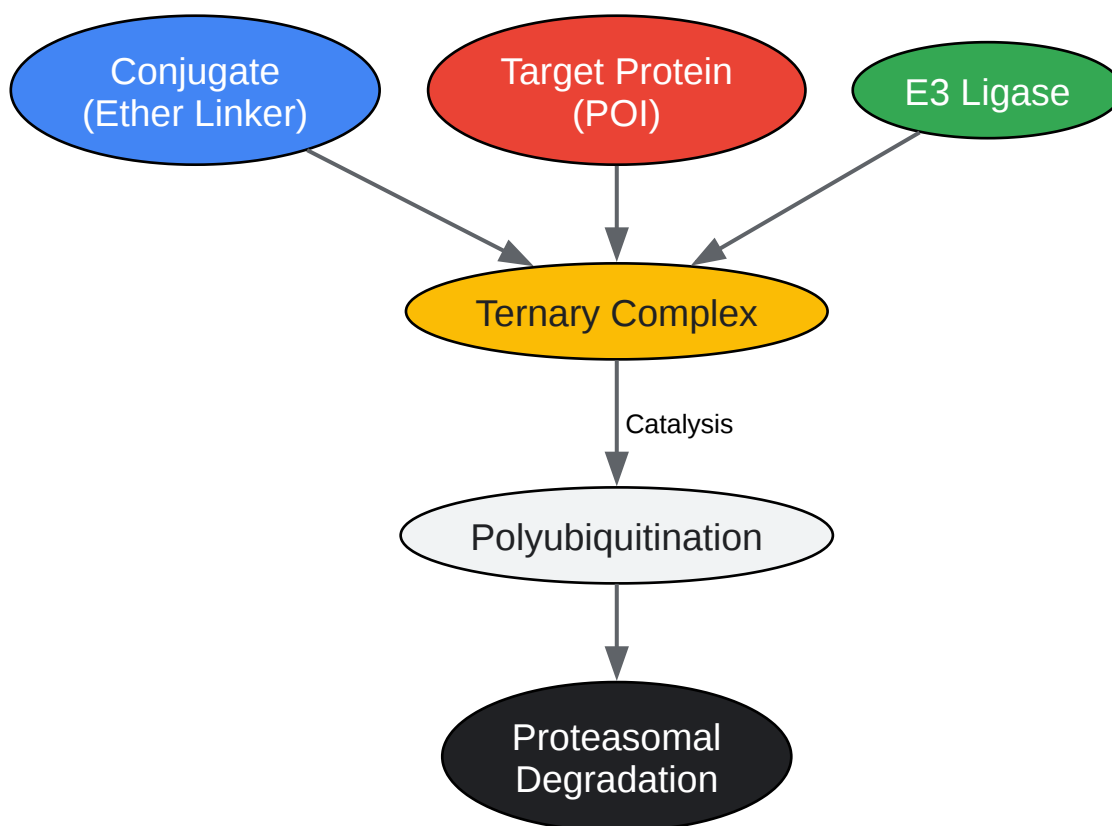 Conjugate
(Ether Linker)
Target Protein
(POI)
E3 Ligase
Ternary Complex
Catalysis
Polyubiquitination
Proteasomal
Degradation